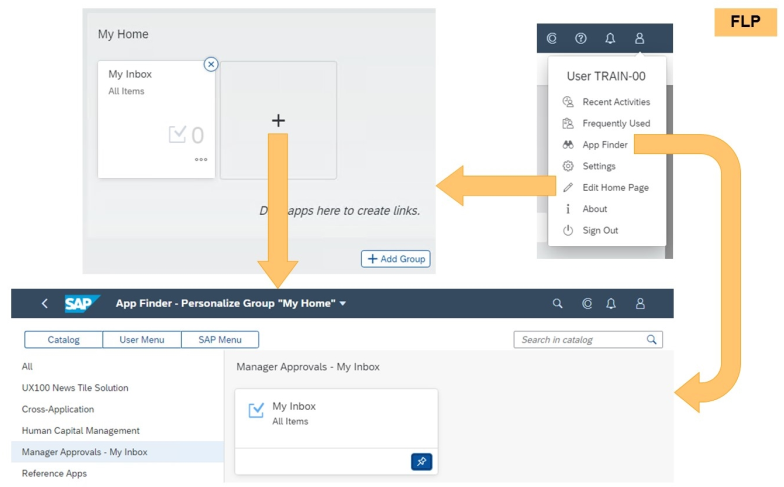 FLP
My Home
My Inbox
All Items
0
Dr apps here to create links.
+ Add Group
User TRAIN-00
Recent Activities
Frequently Used
App Finder
Settings
Edit Home Page
About
Sign Out
SAP App Finder - Personalize Group "My Home"
Catalog User Menu SAP Menu
Search in catalog
All
UX100 News Tile Solution
Cross-Application
Human Capital Management
Manager Approvals - My Inbox
Reference Apps
Manager Approvals - My Inbox
My Inbox
All Items